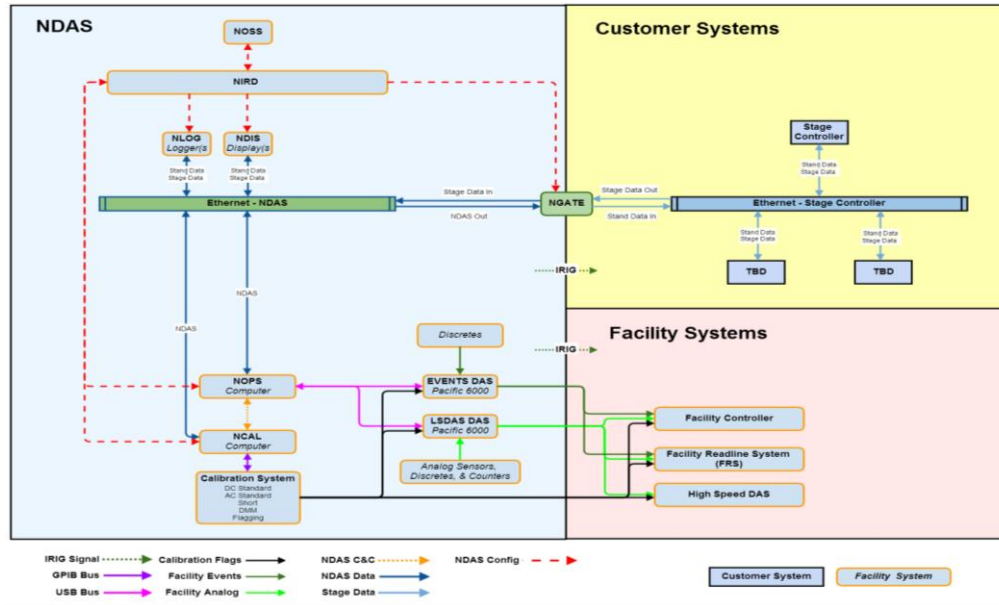 NDAS
Customer Systems
NOSS
NIRD
NLOG
Logger(s
NDIS
Display(s
Stand Data
Stage Data
Stand Data
Stage Data
Ethernet - NDAS
Stage Data In
NDAS Out
NGATE
Stage Data Out
Stand Data In
Stage
Controller
Stand Data
Stage Data
Ethernet - Stage Controller
Stand Data
Stage Data
Stand Data
Stage Data
TBD
TBD
IRIG
NDAS
NDAS
Facility Systems
IRIG
Discretes
NOPS
Computer
EVENTS DAS
Pacific 6000
NCAL
Computer
LSDAS DAS
Pacific 6000
Analog Sensors,
Discretes, & Counters
Calibration System
DC Standard
AC Standard
Short
DMM
Flagging
Facility Controller
Facility Readline System
(FRS)
High Speed DAS
IRIG Signal
Calibration Flags
NDAS C&C
NDAS Config
GPIB Bus
Facility Events
NDAS Data
USB Bus
Facility Analog
Stage Data
Customer System
Facility System